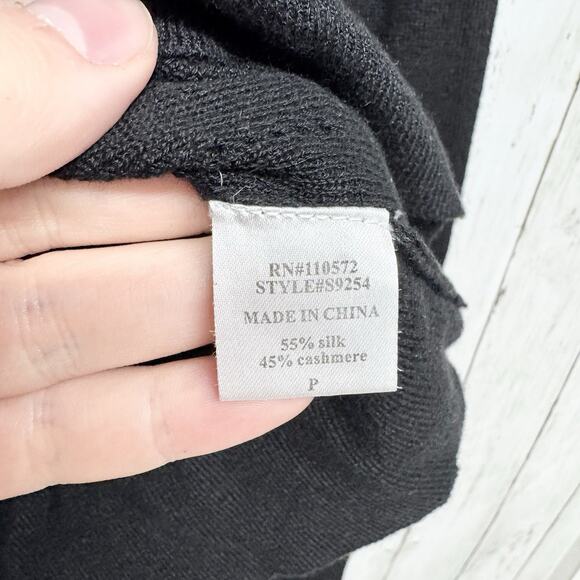 RN#110572
STYLE#S9254
MADE IN CHINA
55% silk
45% cashmere
P